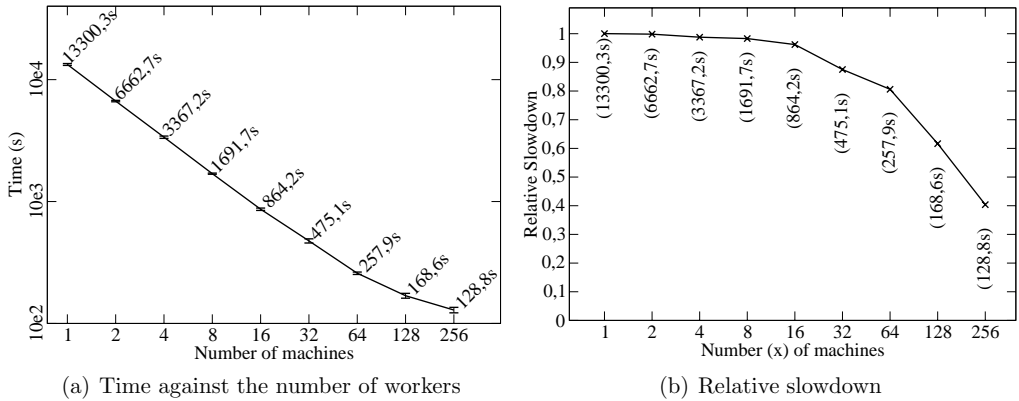 Time (s)
10e4
10e3
10e2
13300,3s
6662,7s
3367,2s
1691,7s
864,2s
475,1s
257,9s
168,6s
128,8s
1 2 4 8 16 32 64 128 256
Number of machines
(a) Time against the number of workers
Relative Slowdown
1
0,9
0,8
0,7
0,6
0,5
0,4
0,3
0,2
0,1
0
(13300,3s)
(6662,7s)
(3367,2s)
(1691,7s)
(864,2s)
(475,1s)
(257,9s)
(168,6s)
(128,8s)
1 2 4 8 16 32 64 128 256
Number (x) of machines
(b) Relative slowdown